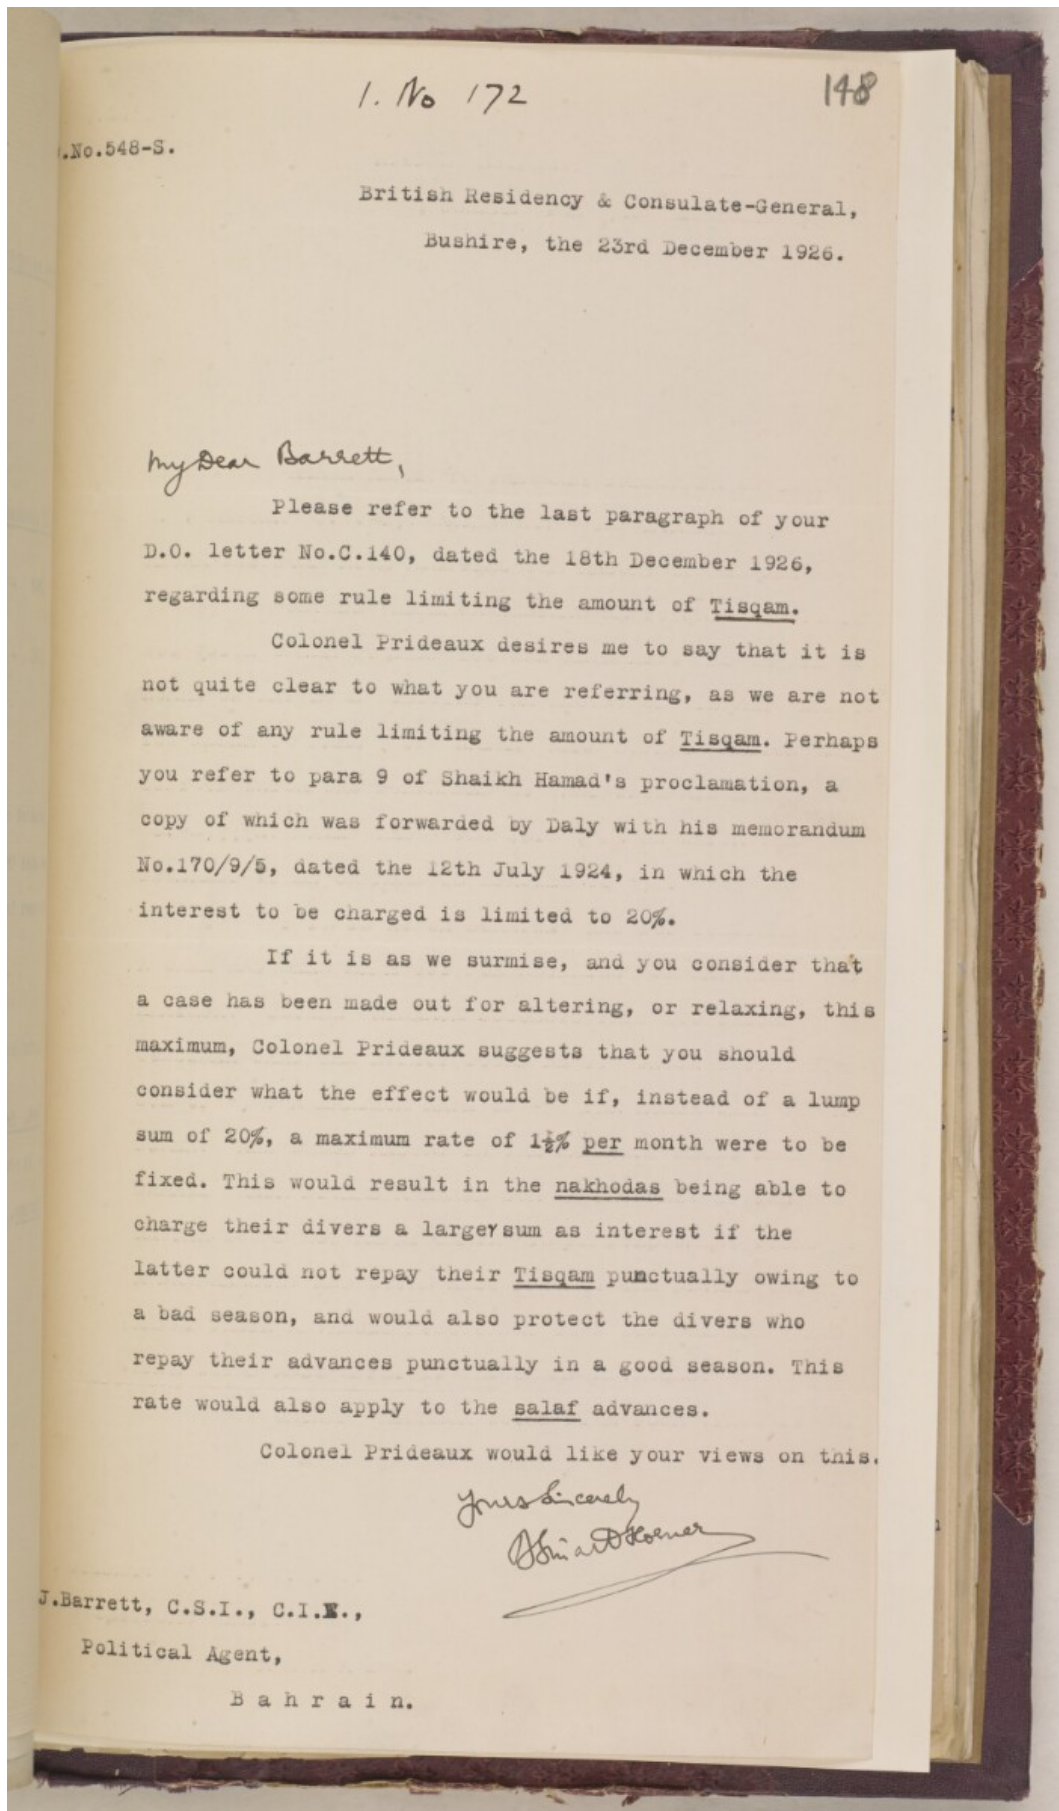 1. No 172
148
.No.548-S.
British Residency & Consulate-General,
Bushire, the 23rd December 1926.
My Dear Barrett,
Please refer to the last paragraph of your
D.O. letter No.C.140, dated the 18th December 1926,
regarding some rule limiting the amount of Tisqam.
Colonel Prideaux desires me to say that it is
not quite clear to what you are referring, as we are not
aware of any rule limiting the amount of Tisqam. Perhaps
you refer to para 9 of Shaikh Hamad's proclamation, a
copy of which was forwarded by Daly with his memorandum
No.170/9/5, dated the 12th July 1924, in which the
interest to be charged is limited to 20%.
If it is as we surmise, and you consider that
a case has been made out for altering, or relaxing, this
maximum, Colonel Prideaux suggests that you should
consider what the effect would be if, instead of a lump
sum of 20%, a maximum rate of 1½% per month were to be
fixed. This would result in the nakhodas being able to
charge their divers a larger sum as interest if the
latter could not repay their Tisqam punctually owing to
a bad season, and would also protect the divers who
repay their advances punctually in a good season. This
rate would also apply to the salaf advances.
Colonel Prideaux would like your views on this.
Yours Sincerely
J.Barrett, C.S.I., C.I.E.,
Political Agent,
Bahrain.